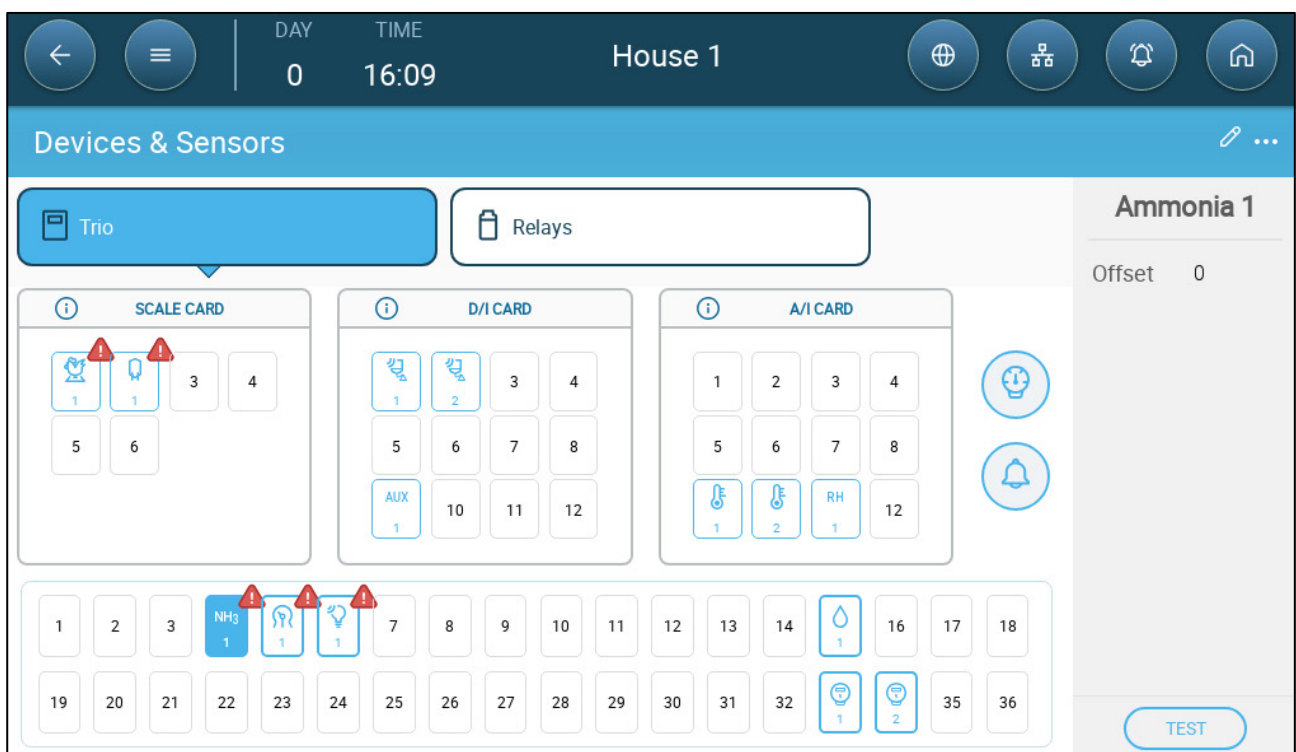 DAY TIME
0 16:09 House 1
Devices & Sensors
Trio Relays
SCALE CARD D/I CARD A/I CARD
1 1 3 4
5 6
1 2 3 4
5 6 7 8
AUX
1 10 11 12
1 2 3 4
5 6 7 8
RH
1 2 1 12
Ammonia 1
Offset 0
NH3
1 2 3 1 1 1 7 8 9 10 11 12 13 14 1 16 17 18
19 20 21 22 23 24 25 26 27 28 29 30 31 32 1 2 35 36
TEST